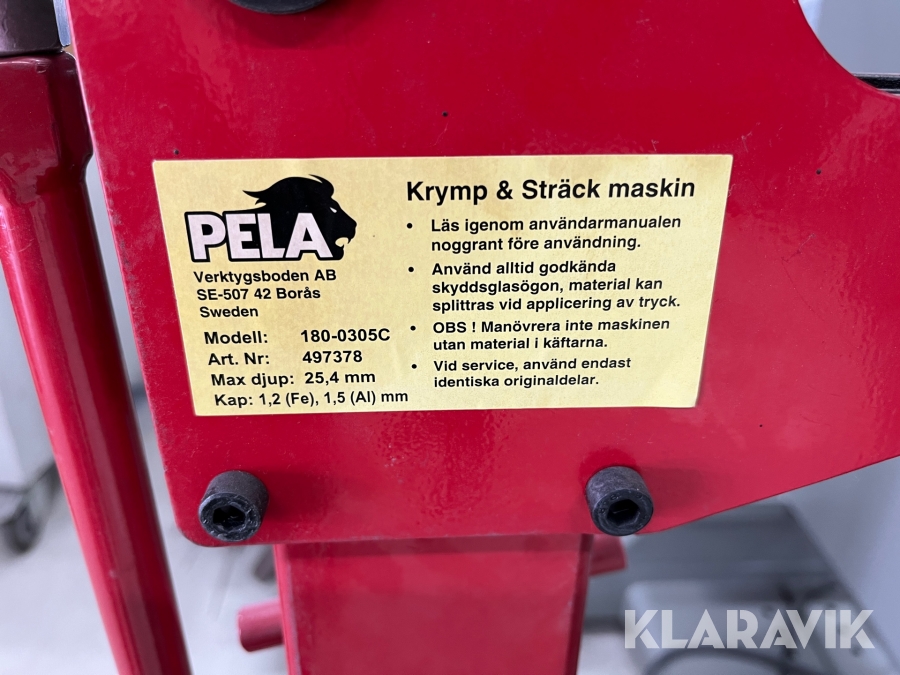 PELA
Verktygsboden AB
SE-507 42 Borås
Sweden
Modell: 180-0305C
Art. Nr: 497378
Max djup: 25,4 mm
Kap: 1,2 (Fe), 1,5 (Al) mm
Krymp & Sträck maskin
• Läs igenom användarmanualen
noggrant före användning.
• Använd alltid godkända
skyddsglasögon, material kan
splittras vid applicering av tryck.
• OBS ! Manövrera inte maskinen
utan material i käftarna.
• Vid service, använd endast
identiska originaldelar.
KLARAVIK